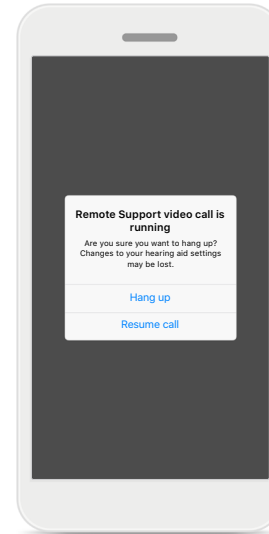 Remote Support video call is
running
Are you sure you want to hang up?
Changes to your hearing aid settings
may be lost.
Hang up
Resume call